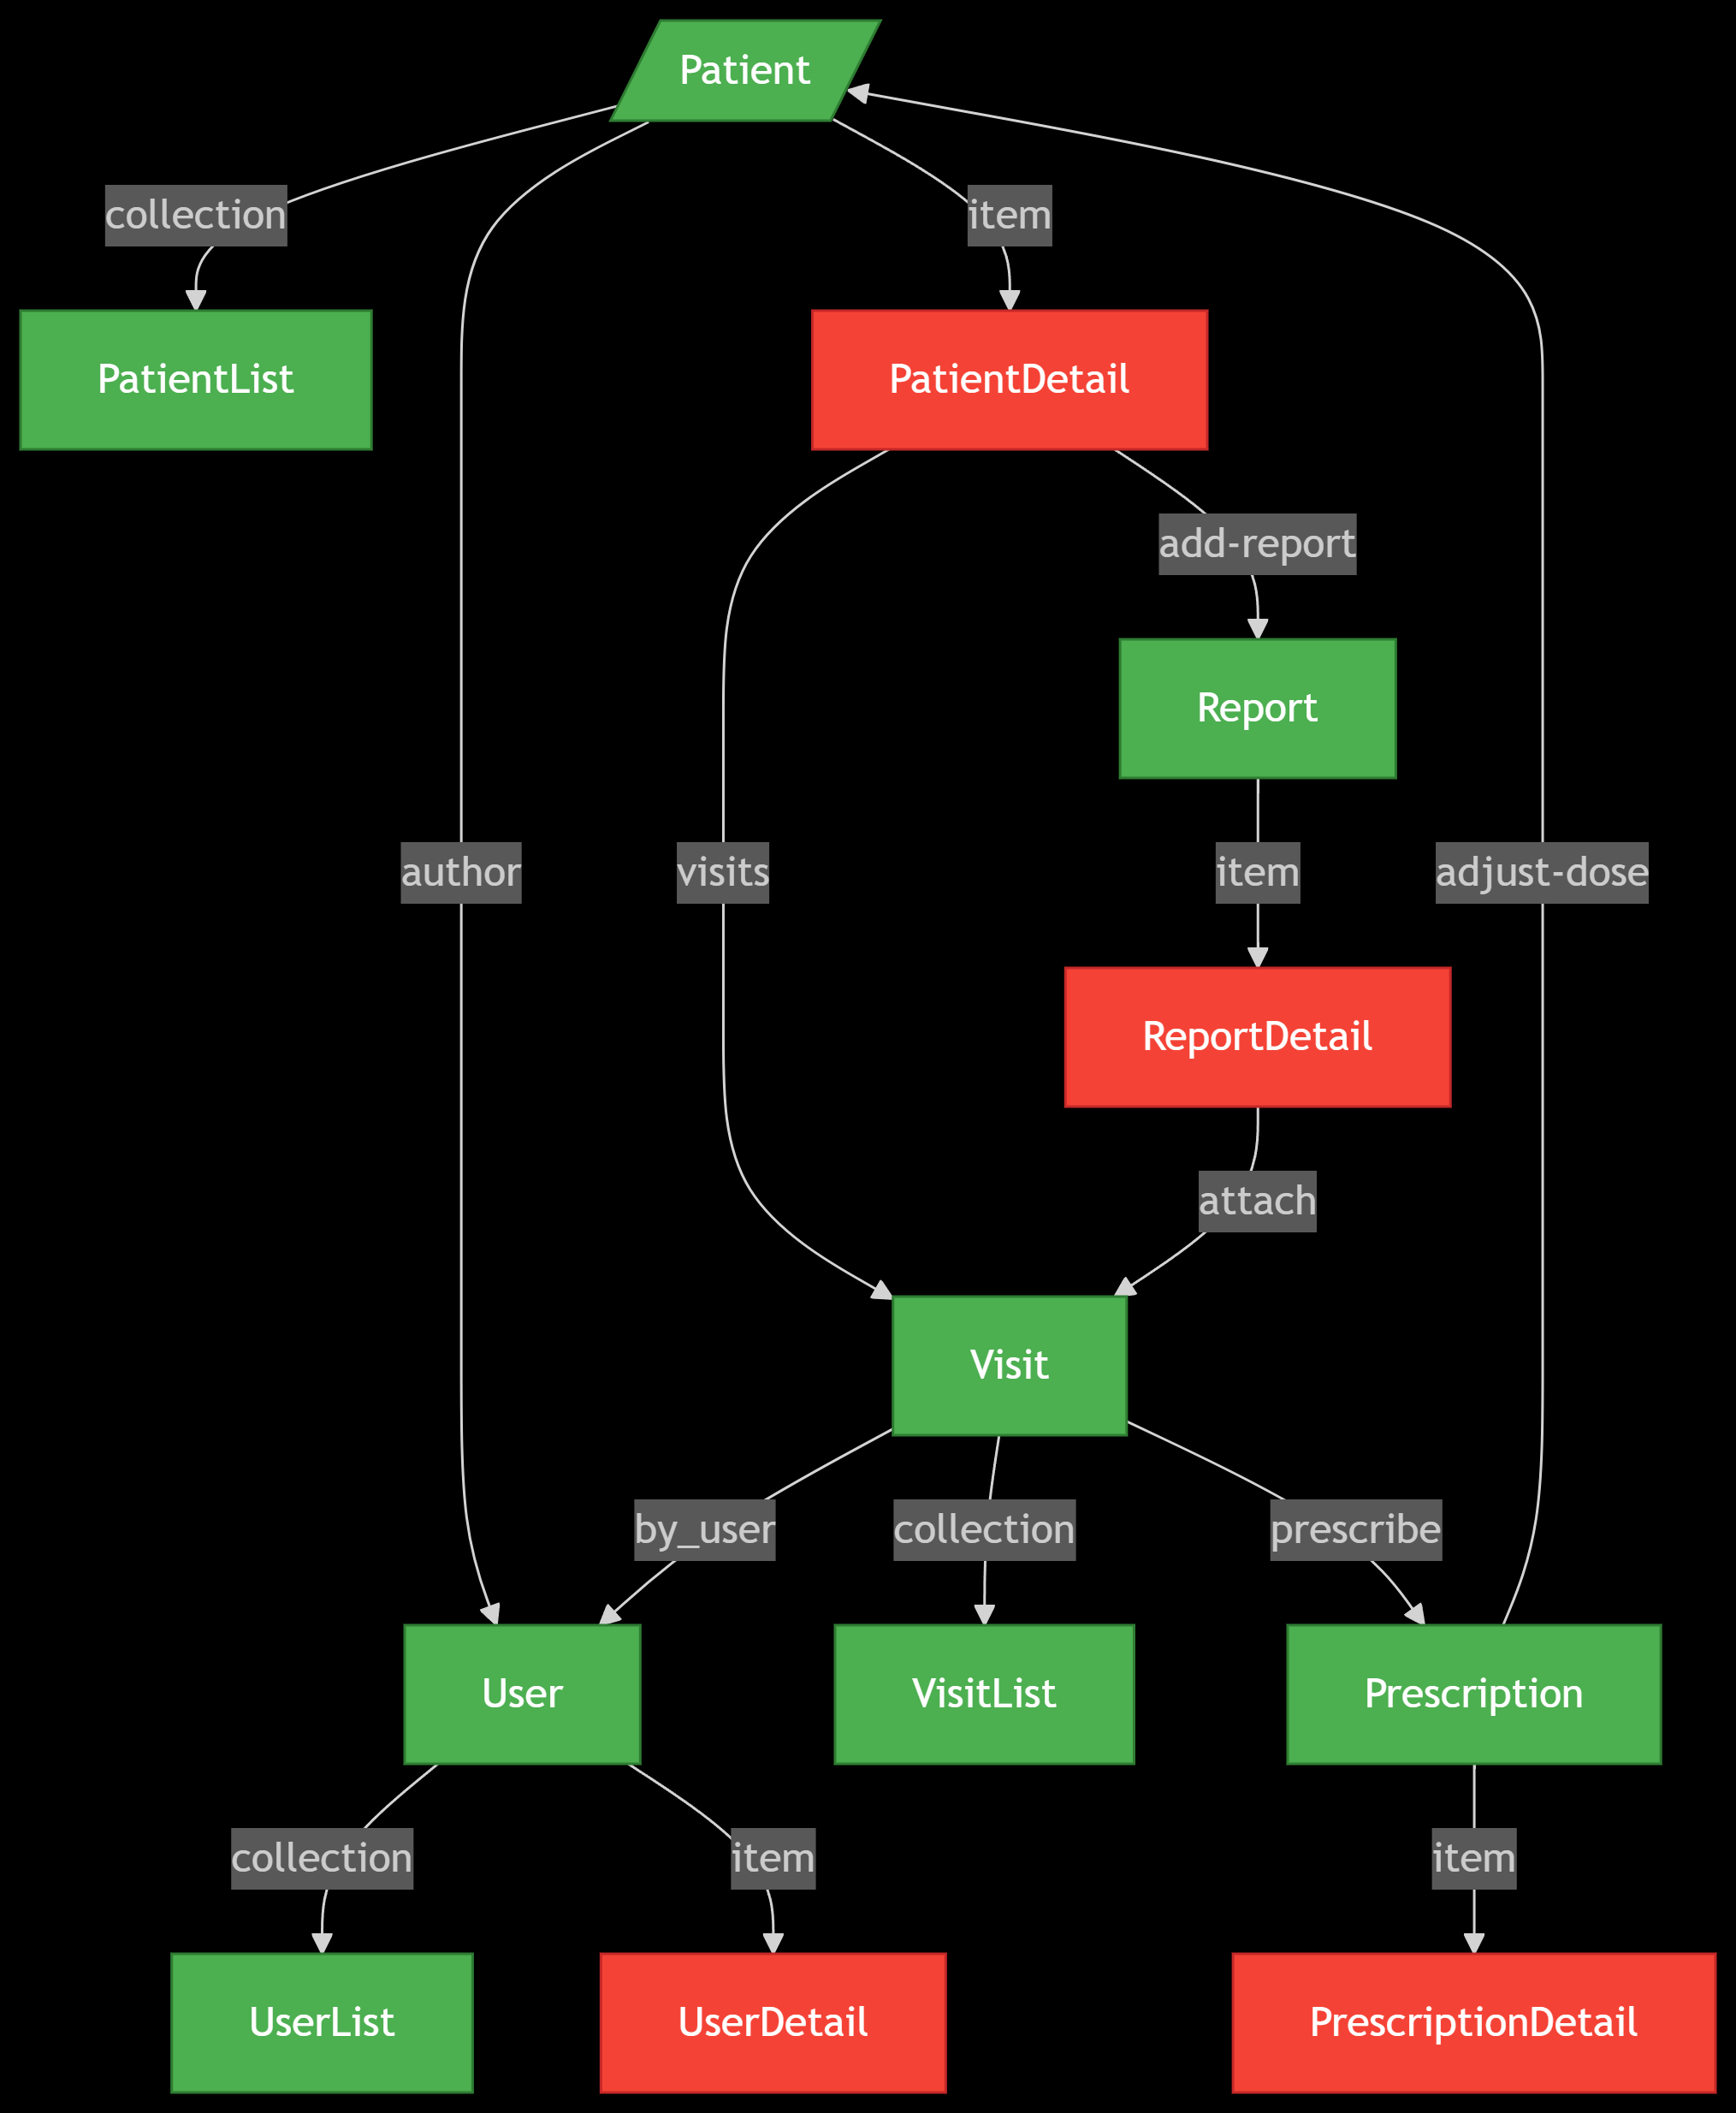 Patient
collection
item
PatientList
PatientDetail
add-report
Report
author
visits
item
adjust-dose
ReportDetail
attach
Visit
by_user
collection
prescribe
User
VisitList
Prescription
collection
item
item
UserList
UserDetail
PrescriptionDetail